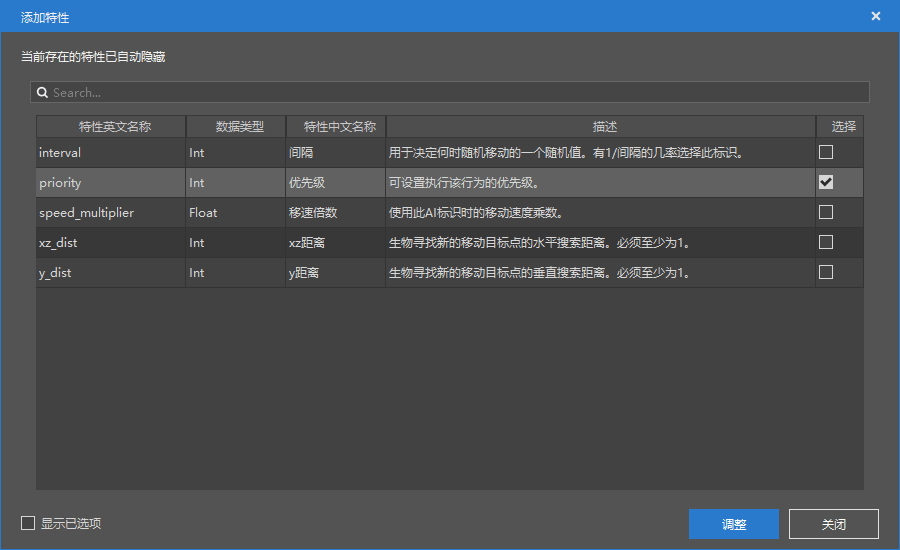 添加特性
当前存在的特性已自动隐藏
Search...
特性英文名称 数据类型 特性中文名称 描述 选择
interval Int 间隔 用于决定何时随机移动的一个随机值。有1/间隔的几率选择此标识。
priority Int 优先级 可设置执行该行为的优先级。
speed_multiplier Float 移速倍数 使用此AI标识时的移动速度乘数。
xz_dist Int xz距离 生物寻找新的移动目标点的水平搜索距离。必须至少为1。
y_dist Int y距离 生物寻找新的移动目标点的垂直搜索距离。必须至少为1。
显示已选项 调整 关闭